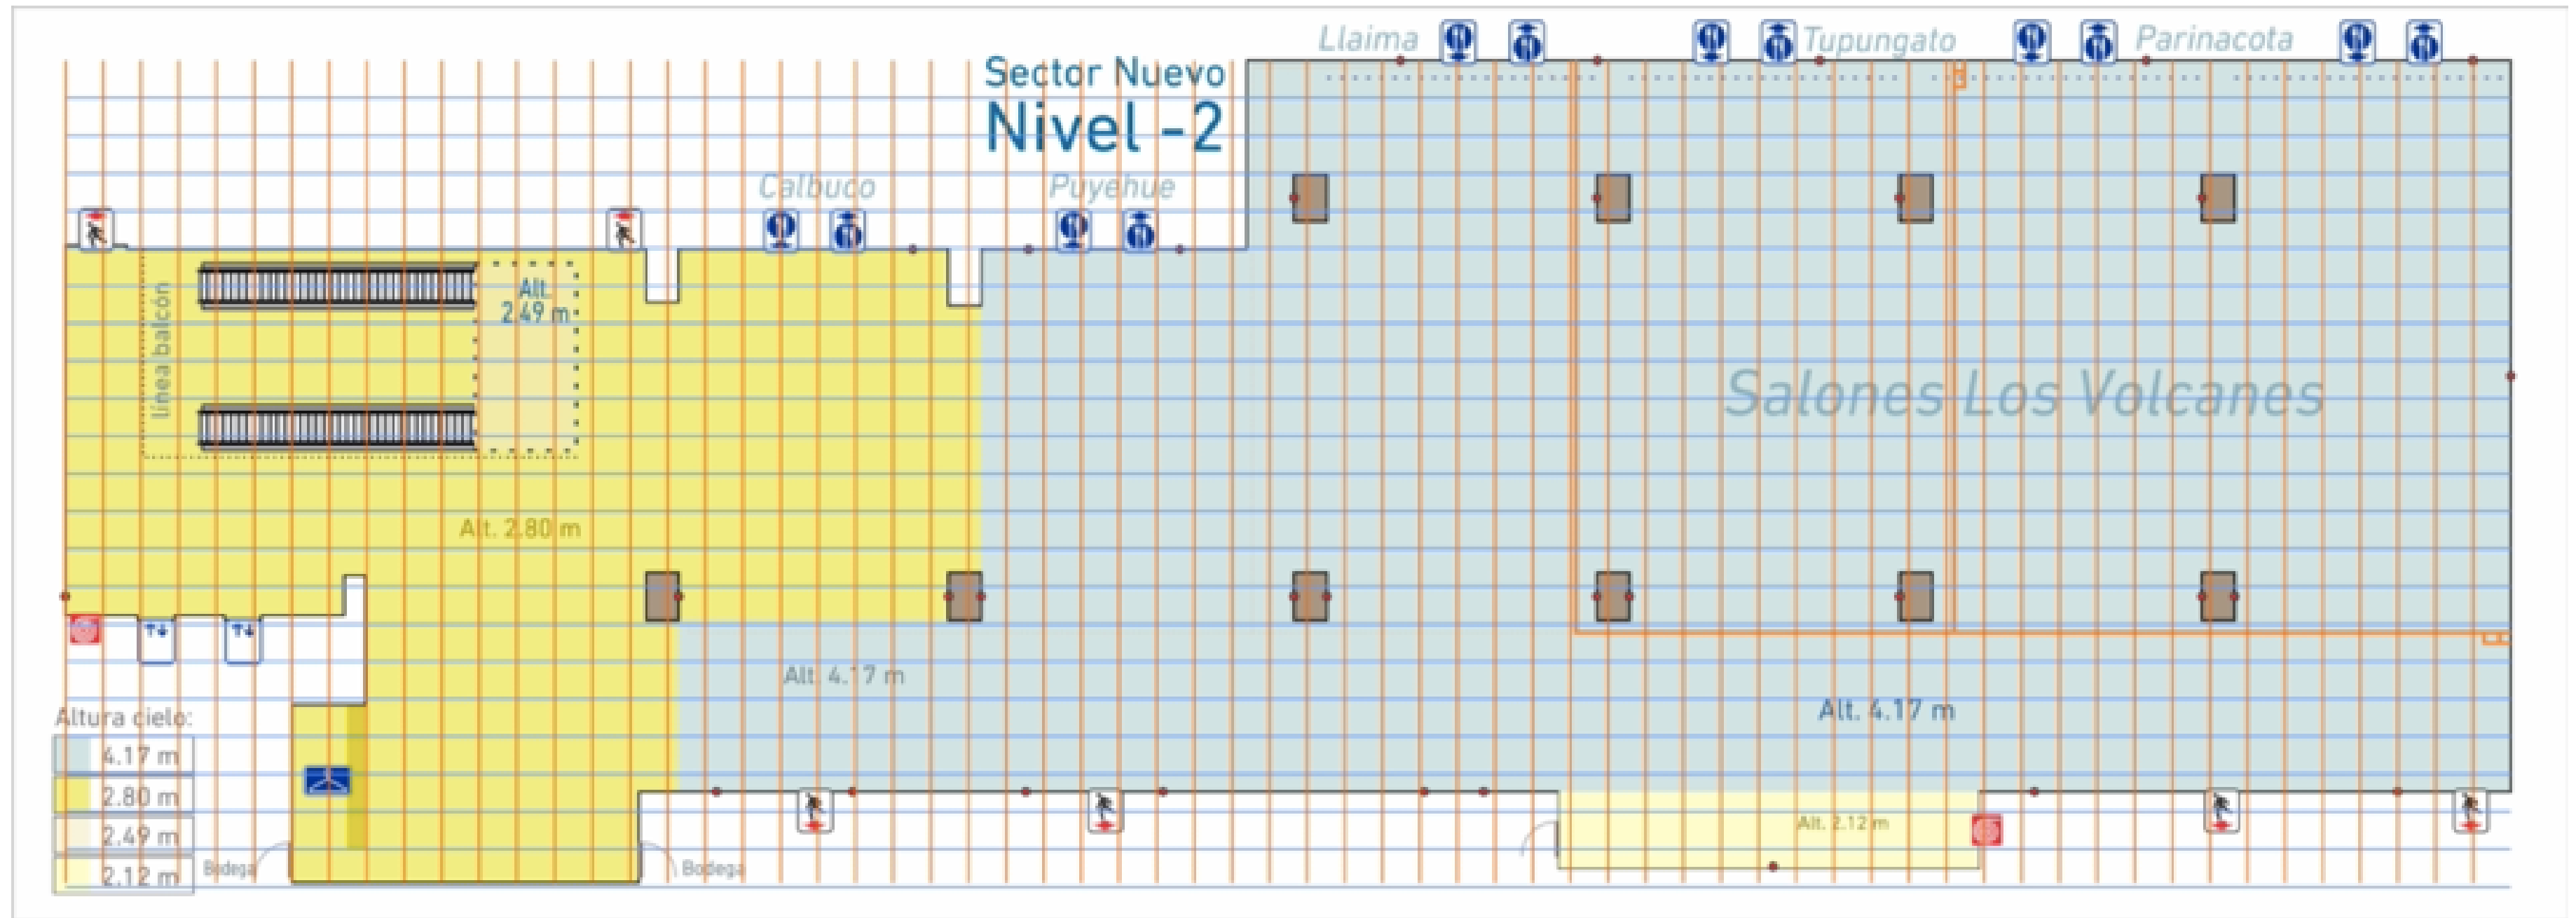 Llaima
Tupungato
Parinacota
Sector Nuevo
Nivel -2
Calbuco
Puyehue
Alt.
2.49 m
línea balcón
Salones Los Volcanes
Alt. 2.80 m
Alt. 4.17 m
Alt. 4.17 m
Altura cielo:
4.17 m
2.80 m
2.49 m
2.12 m
Bodega
Bodega
Alt. 2.12 m